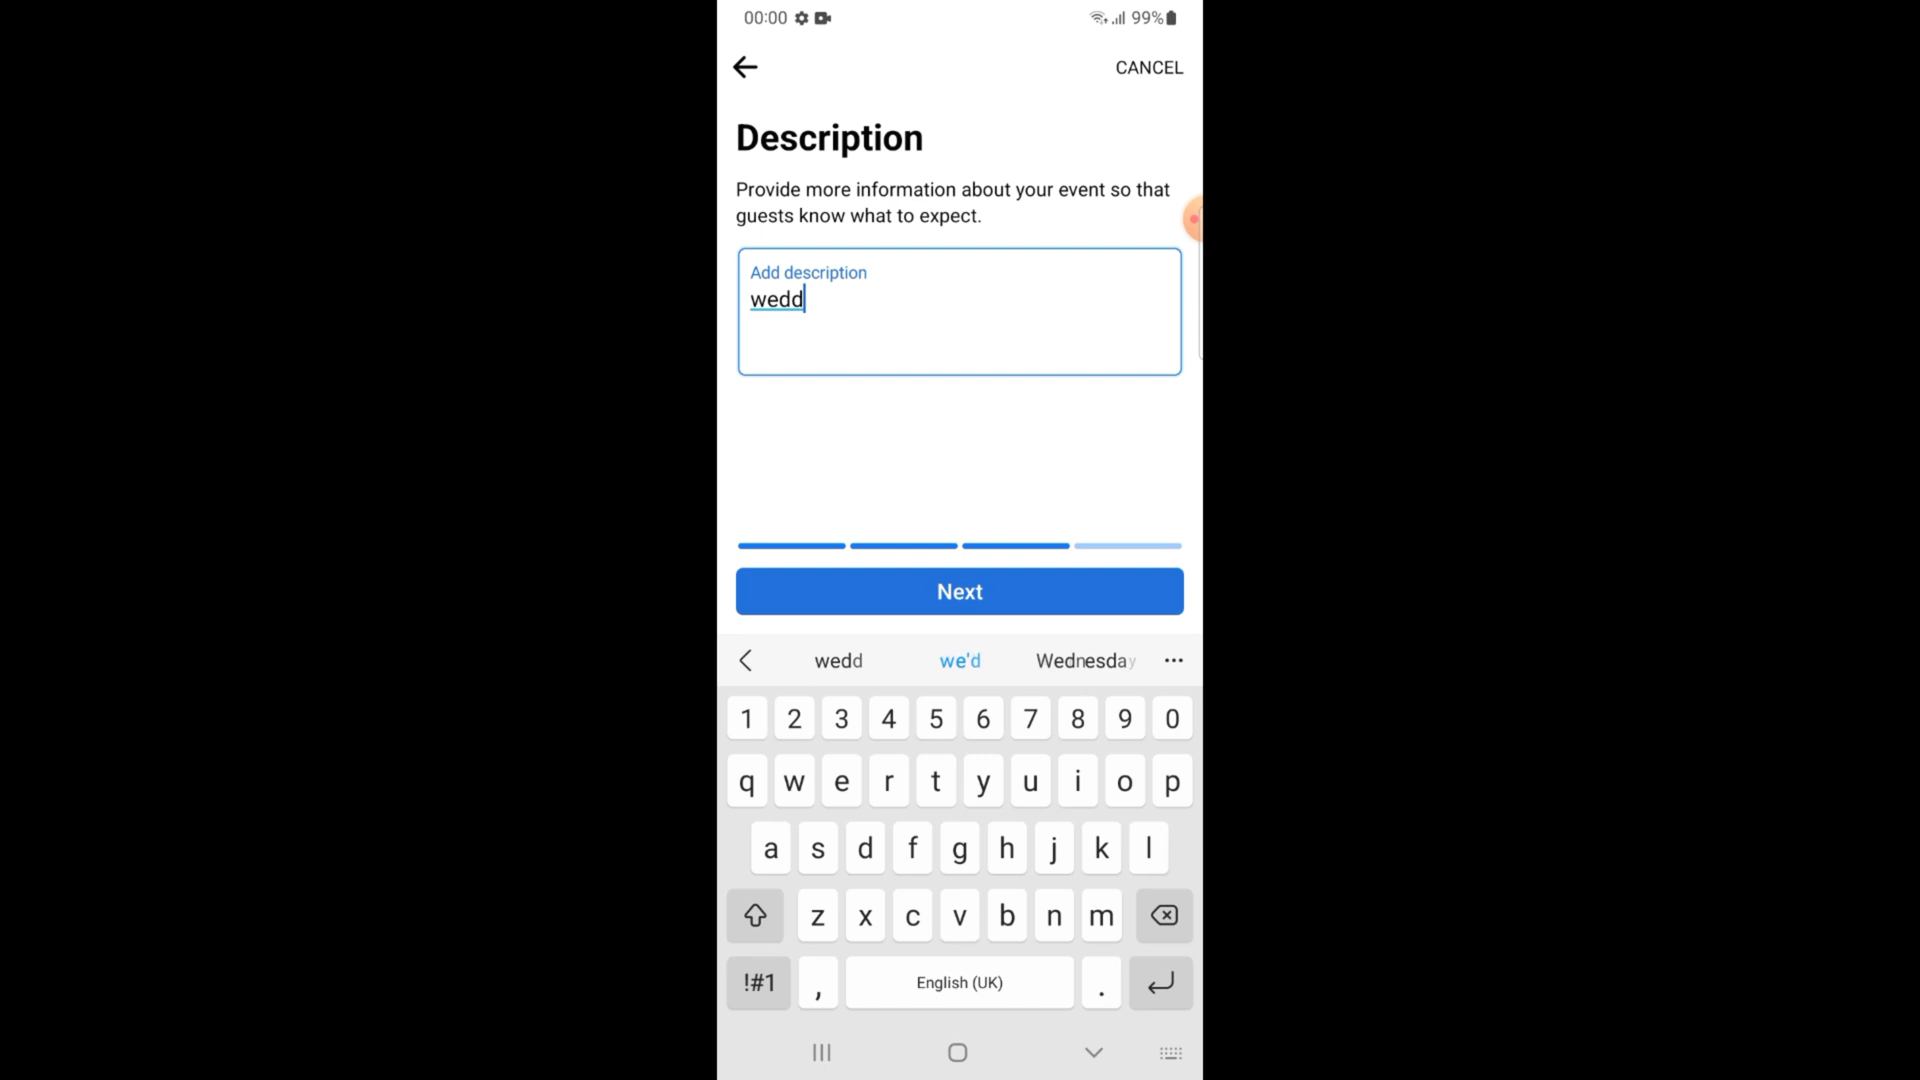 00:00 99%
CANCEL
Description
Provide more information about your event so that
guests know what to expect.
Add description
wedd
Next
wedd we'd Wednesday
1 2 3 4 5 6 7 8 9 0
q w e r t y u i o p
a s d f g h j k l
z x c v b n m
!#1 , English (UK) .